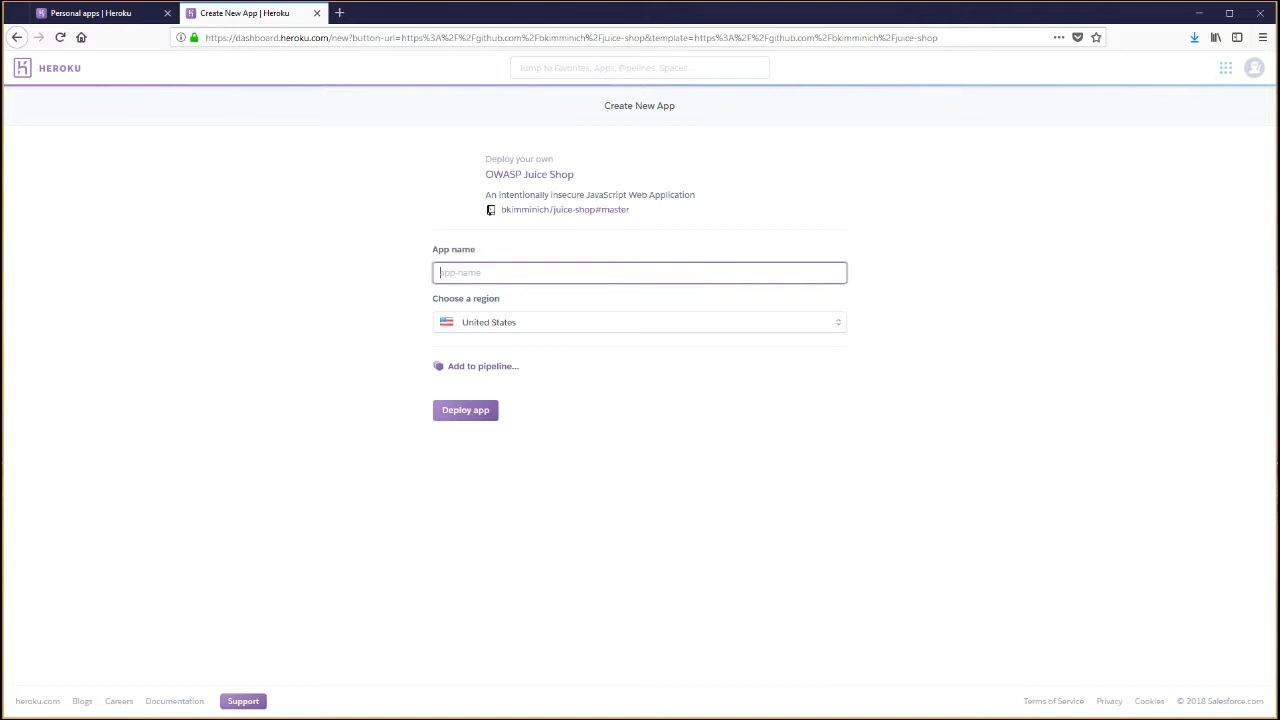 Personal apps | Heroku
Create New App | Heroku
https://dashboard.heroku.com/new?button-url=https%3A%2F%2Fgithub.com%2Fbkimminich%2Fjuice-shop&template=https%3A%2F%2Fgithub.com%2Fbkimminich%2Fjuice-shop
HEROKU
Jump to Favorites, Apps, Pipelines, Spaces...
Create New App
Deploy your own
OWASP Juice Shop
An intentionally insecure JavaScript Web Application
bkimminich/juice-shop#master
App name
app-name
Choose a region
United States
Add to pipeline...
Deploy app
heroku.com Blogs Careers Documentation Support Terms of Service Privacy Cookies © 2018 Salesforce.com